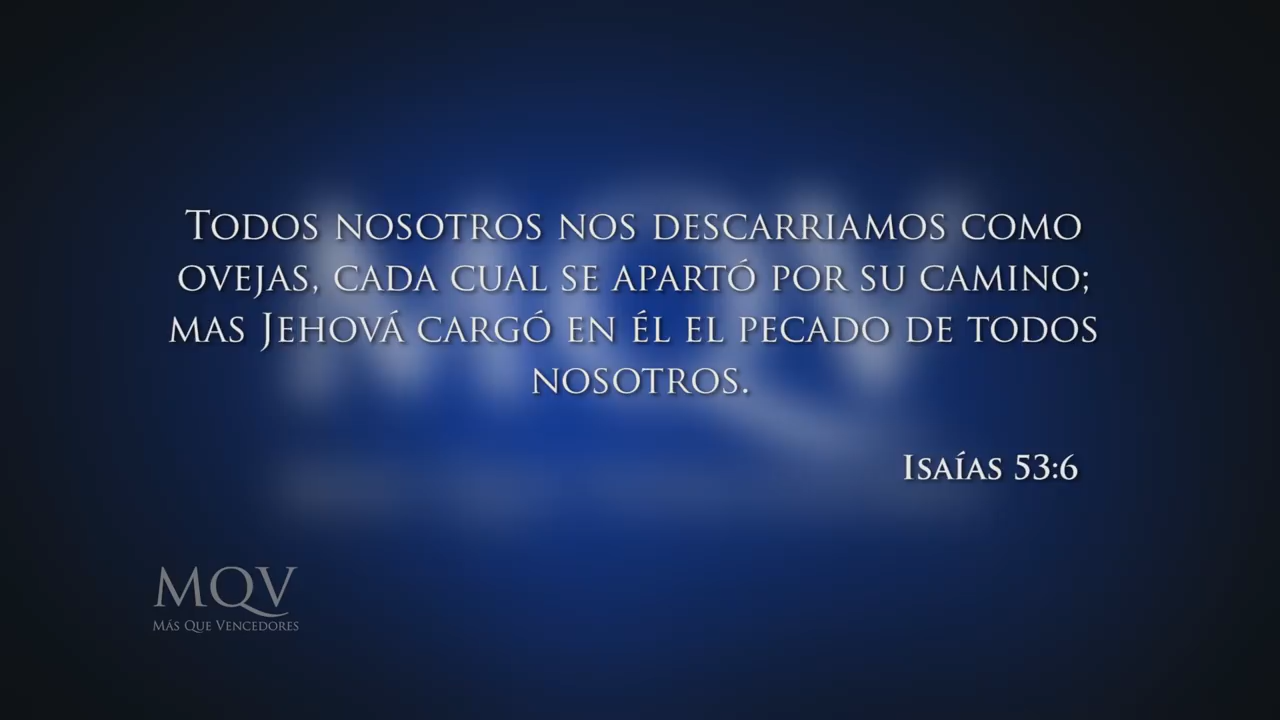 Todos nosotros nos descarriamos como
ovejas, cada cual se apartó por su camino;
mas Jehová cargó en él el pecado de todos
nosotros.
Isaías 53:6
MQV
Más Que Vencedores